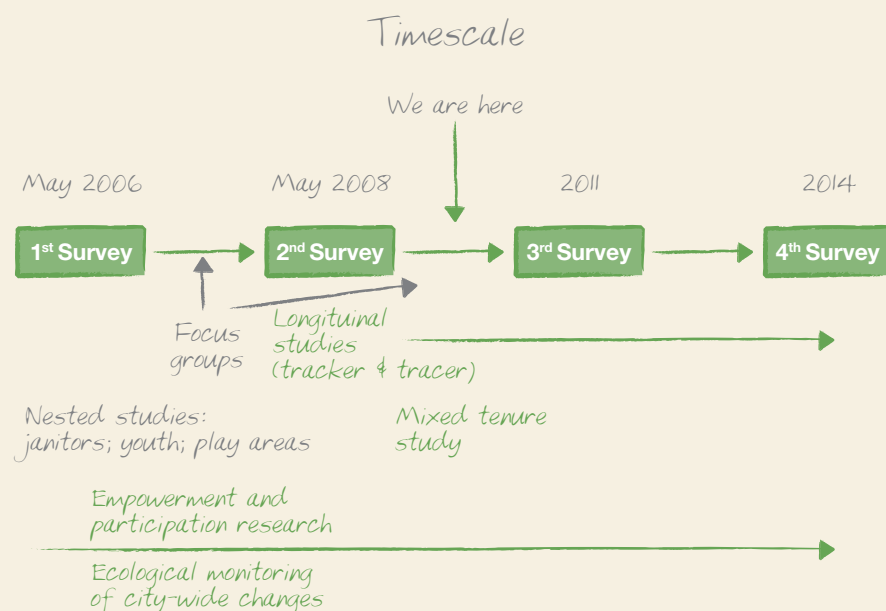 Timescale
We are here
May 2006
May 2008
2011
2014
1st Survey
2nd Survey
3rd Survey
4th Survey
Focus
groups
Longituinal
studies
(tracker & tracer)
Nested studies:
janitors; youth; play areas
Mixed tenure
study
Empowerment and
participation research
Ecological monitoring
of city-wide changes